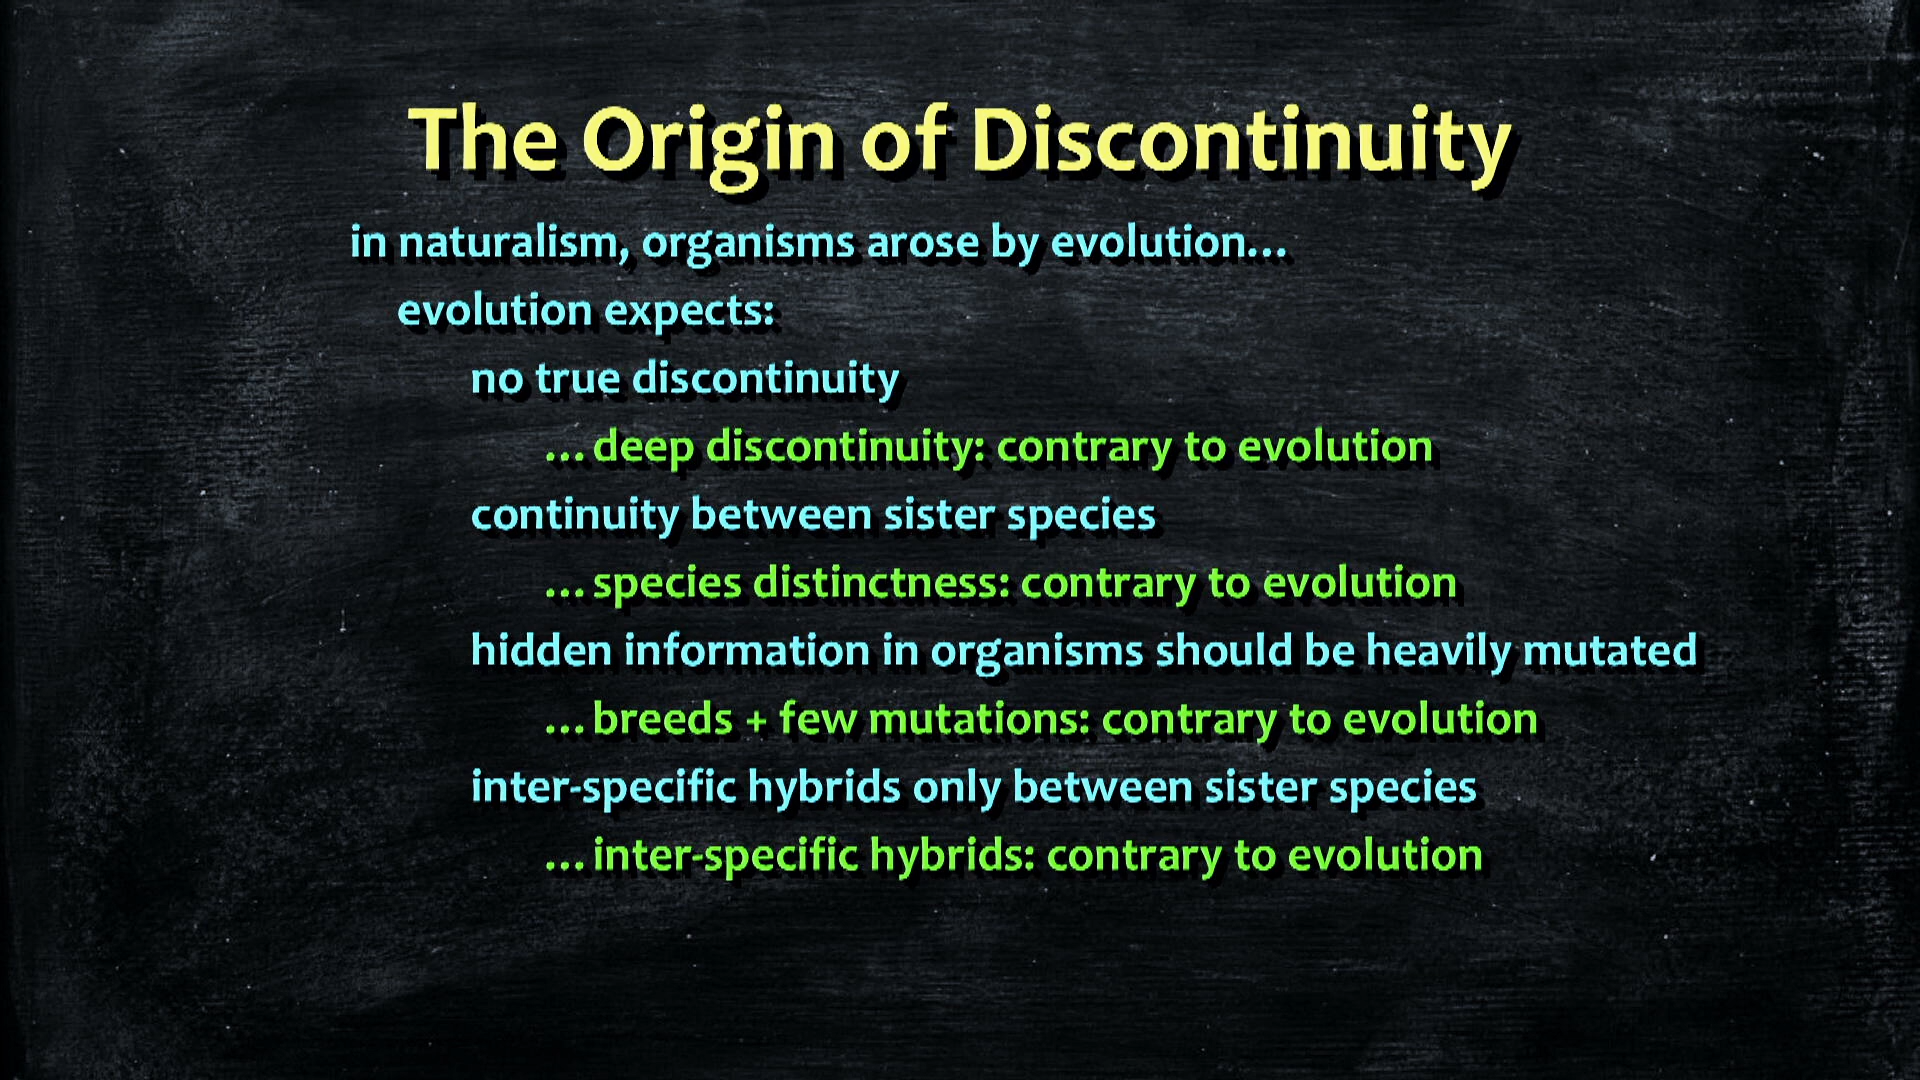 The Origin of Discontinuity
in naturalism, organisms arose by evolution…
evolution expects:
no true discontinuity
… deep discontinuity: contrary to evolution
continuity between sister species
… species distinctness: contrary to evolution
hidden information in organisms should be heavily mutated
… breeds + few mutations: contrary to evolution
inter-specific hybrids only between sister species
… inter-specific hybrids: contrary to evolution